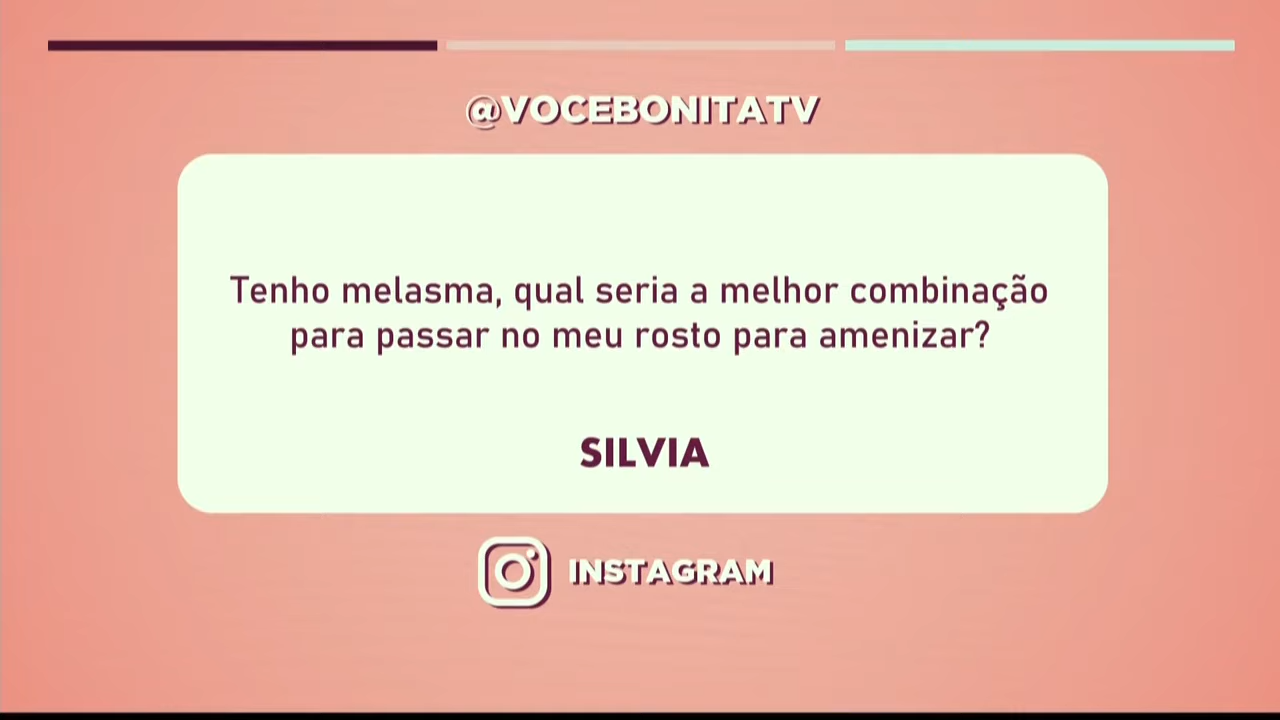 @VOCEBONITATV
Tenho melasma, qual seria a melhor combinação
para passar no meu rosto para amenizar?
SILVIA
INSTAGRAM